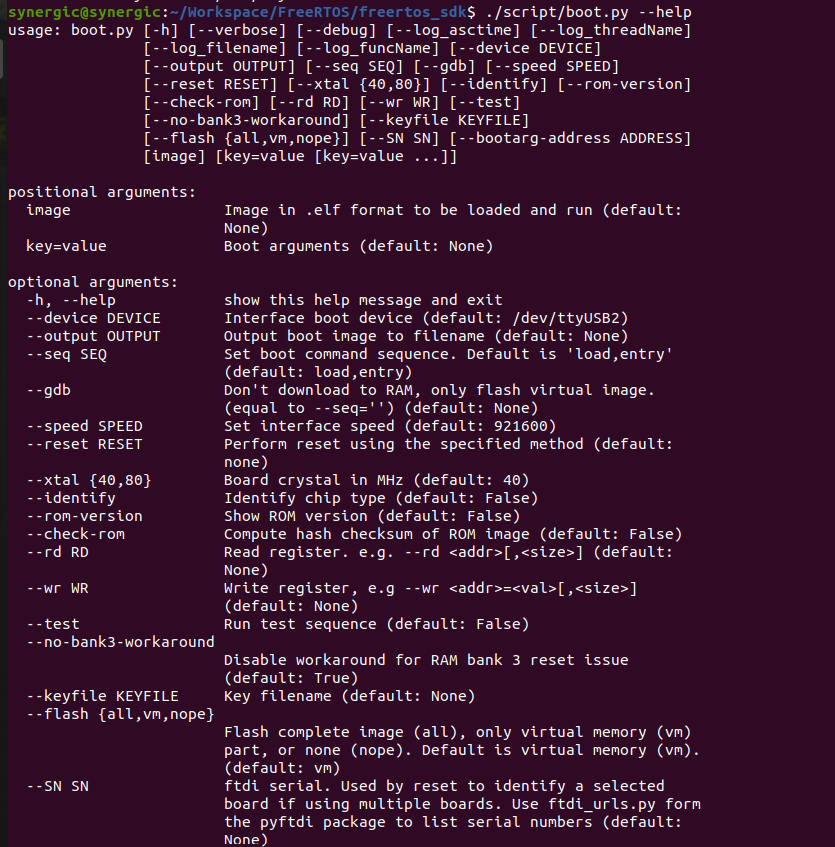 synergic@synergic:~/Workspace/FreeRTOS/freertos_sdk$ ./script/boot.py --help
usage: boot.py [-h] [--verbose] [--debug] [--log_asctime] [--log_threadName]
               [--log_filename] [--log_funcName] [--device DEVICE]
               [--output OUTPUT] [--seq SEQ] [--gdb] [--speed SPEED]
               [--reset RESET] [--xtal {40,80}] [--identify] [--rom-version]
               [--check-rom] [--rd RD] [--wr WR] [--test]
               [--no-bank3-workaround] [--keyfile KEYFILE]
               [--flash {all,vm,nope}] [--SN SN] [--bootarg-address ADDRESS]
               [image] [key=value [key=value ...]]

positional arguments:
  image                 Image in .elf format to be loaded and run (default:
                        None)
  key=value             Boot arguments (default: None)

optional arguments:
  -h, --help            show this help message and exit
  --device DEVICE       Interface boot device (default: /dev/ttyUSB2)
  --output OUTPUT       Output boot image to filename (default: None)
  --seq SEQ             Set boot command sequence. Default is 'load,entry'
                        (default: load,entry)
  --gdb                 Don't download to RAM, only flash virtual image.
                        (equal to --seq='') (default: None)
  --speed SPEED         Set interface speed (default: 921600)
  --reset RESET         Perform reset using the specified method (default:
                        none)
  --xtal {40,80}        Board crystal in MHz (default: 40)
  --identify            Identify chip type (default: False)
  --rom-version         Show ROM version (default: False)
  --check-rom           Compute hash checksum of ROM image (default: False)
  --rd RD               Read register. e.g. --rd <addr>[,<size>] (default:
                        None)
  --wr WR               Write register, e.g --wr <addr>=<val>[,<size>]
                        (default: None)
  --test                Run test sequence (default: False)
  --no-bank3-workaround
                        Disable workaround for RAM bank 3 reset issue
                        (default: True)
  --keyfile KEYFILE     Key filename (default: None)
  --flash {all,vm,nope}
                        Flash complete image (all), only virtual memory (vm)
                        part, or none (nope). Default is virtual memory (vm).
                        (default: vm)
  --SN SN               ftdi serial. Used by reset to identify a selected
                        board if using multiple boards. Use ftdi_urls.py form
                        the pyftdi package to list serial numbers (default:
                        None)